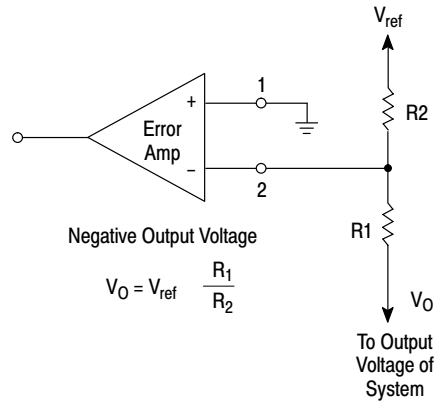 Vref
R2
1
+
Error
Amp
−
2
R1
Negative Output Voltage
VO = Vref R1
R2
VO
To Output
Voltage of
System